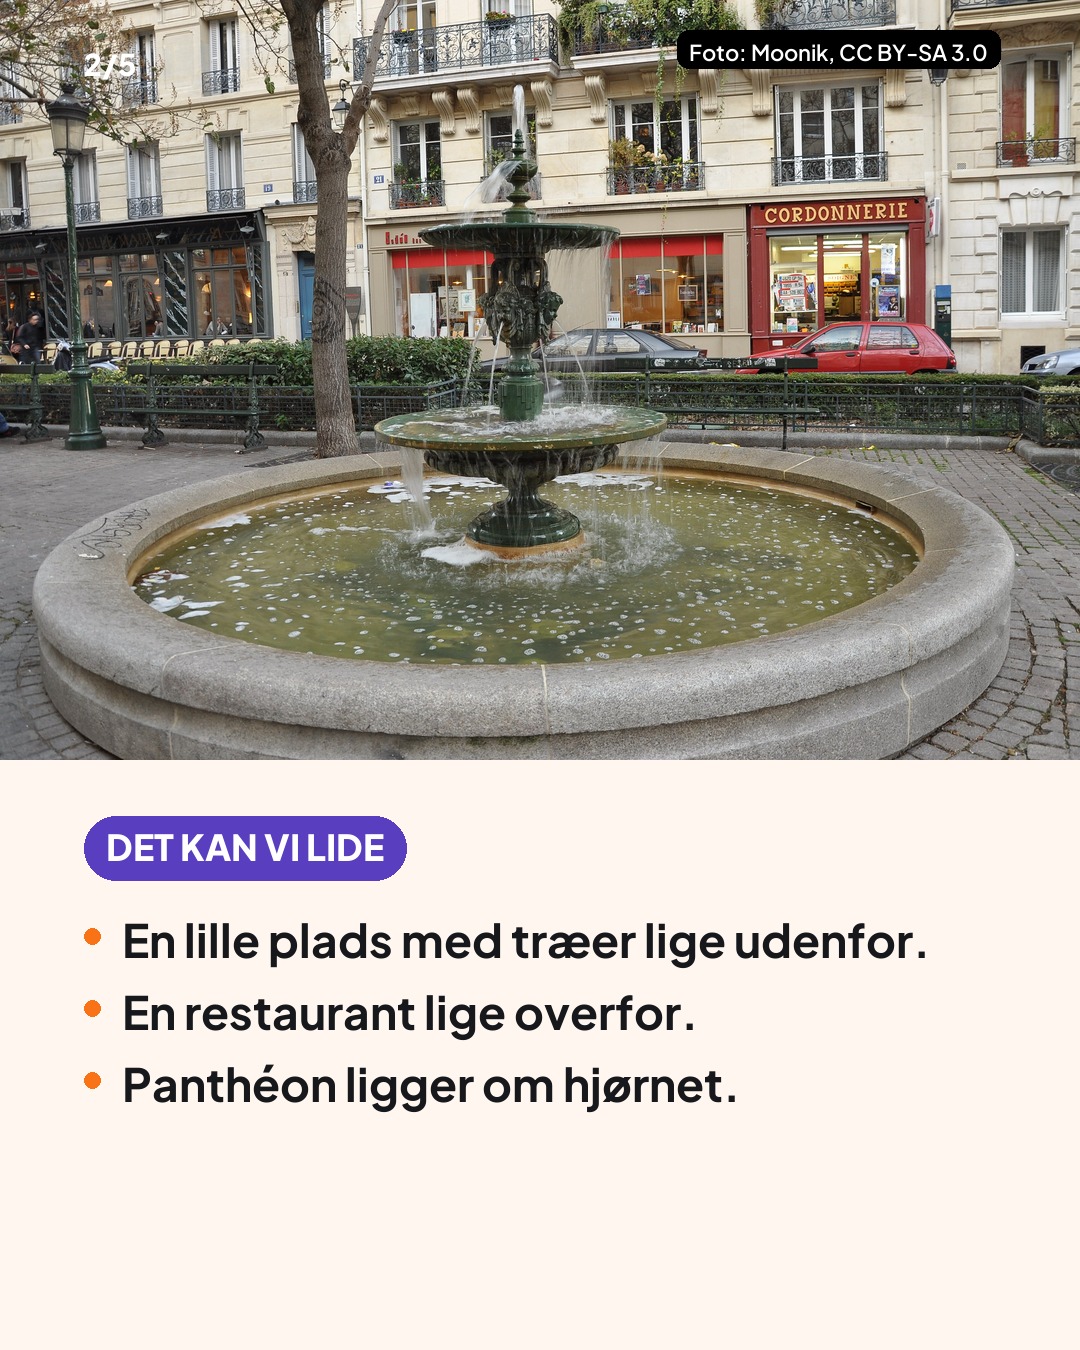 2/5
Foto: Moonik, CC BY-SA 3.0
CORDONNERIE
DET KAN VI LIDE
En lille plads med træer lige udenfor.
En restaurant lige overfor.
Panthéon ligger om hjørnet.